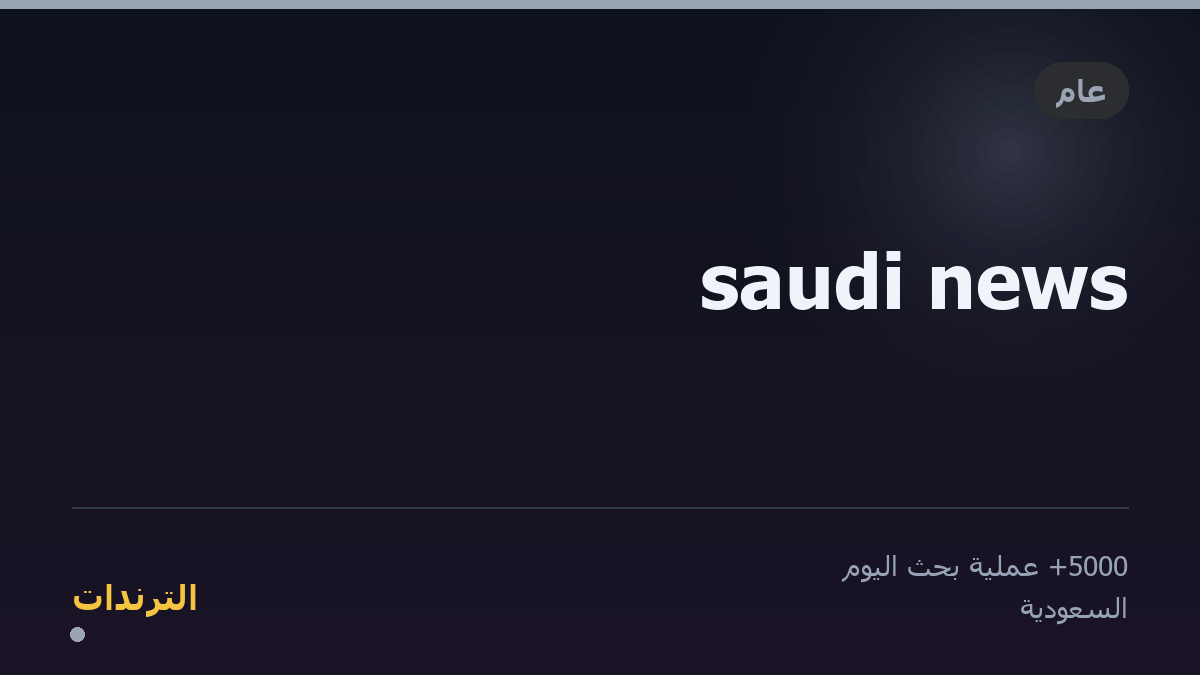 عام
saudi news
5000+ عملية بحث اليوم
السعودية
الترندات